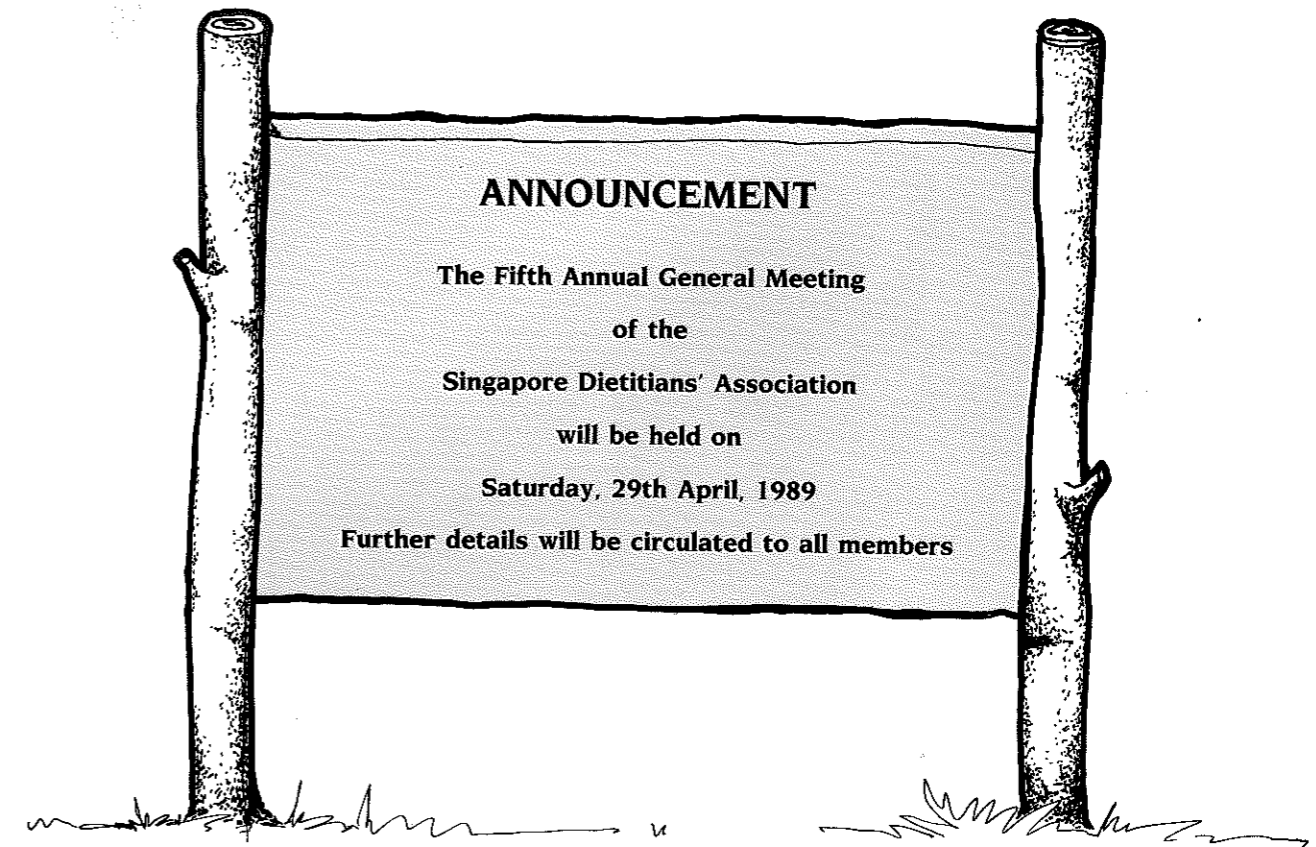 ANNOUNCEMENT
The Fifth Annual General Meeting
of the
Singapore Dietitians' Association
will be held on
Saturday, 29th April, 1989
Further details will be circulated to all members